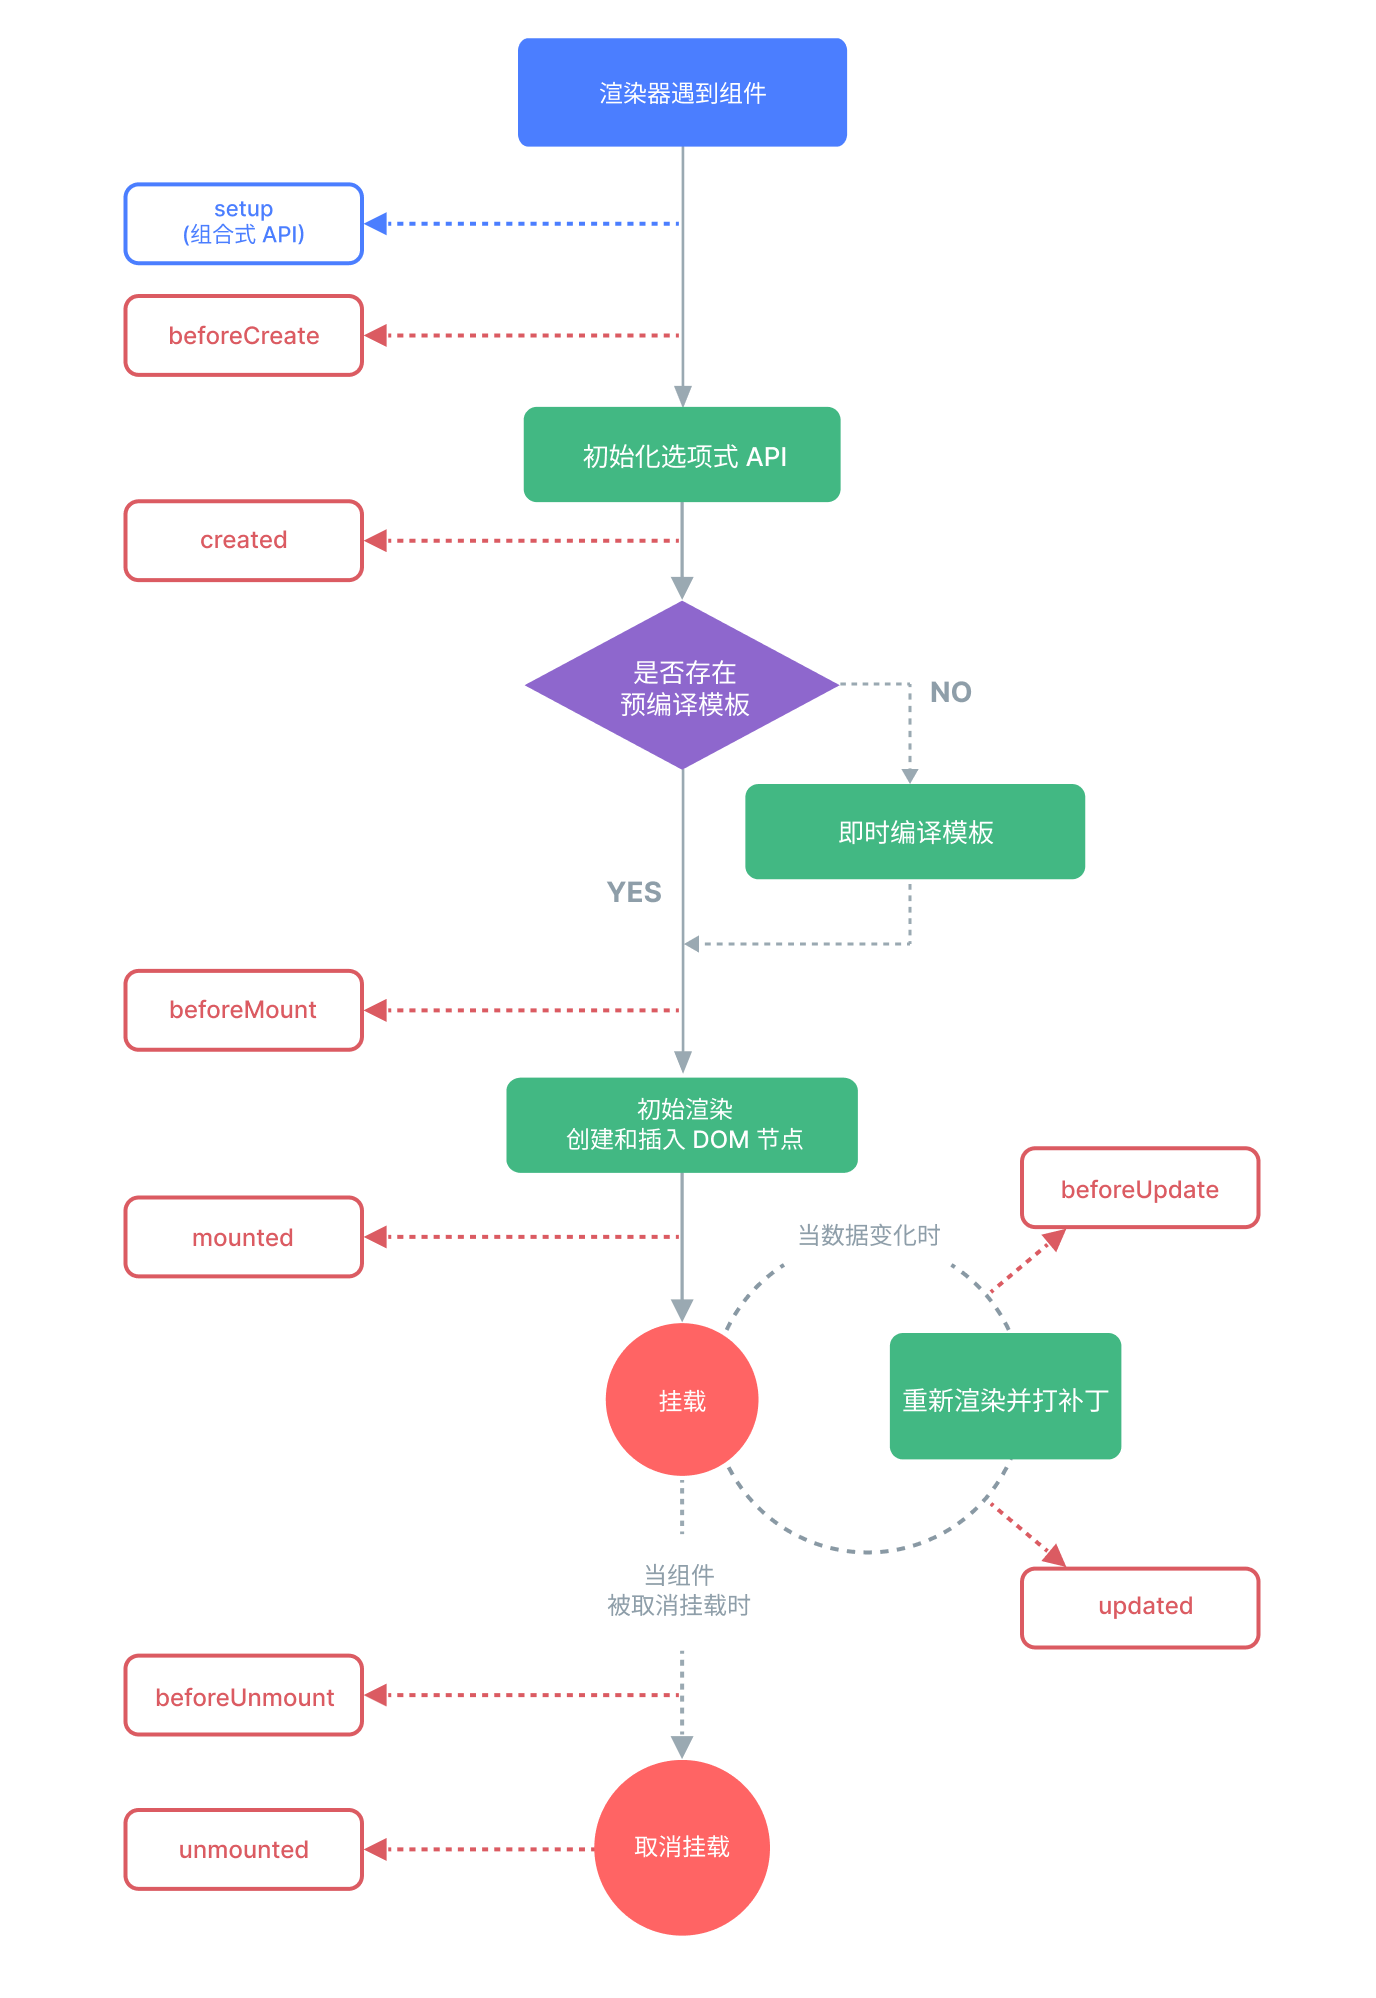 渲染器遇到组件
setup
(组合式 API)
beforeCreate
初始化选项式 API
created
是否存在
预编译模板
NO
即时编译模板
YES
beforeMount
初始渲染
创建和插入 DOM 节点
beforeUpdate
mounted
当数据变化时
挂载
重新渲染并打补丁
当组件
被取消挂载时
updated
beforeUnmount
取消挂载
unmounted